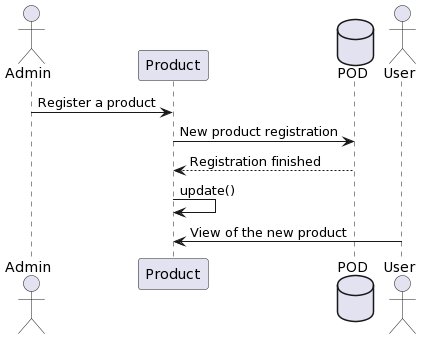 Admin
Product
POD
User
Register a product
New product registration
Registration finished
update()
View of the new product
Admin
Product
POD
User